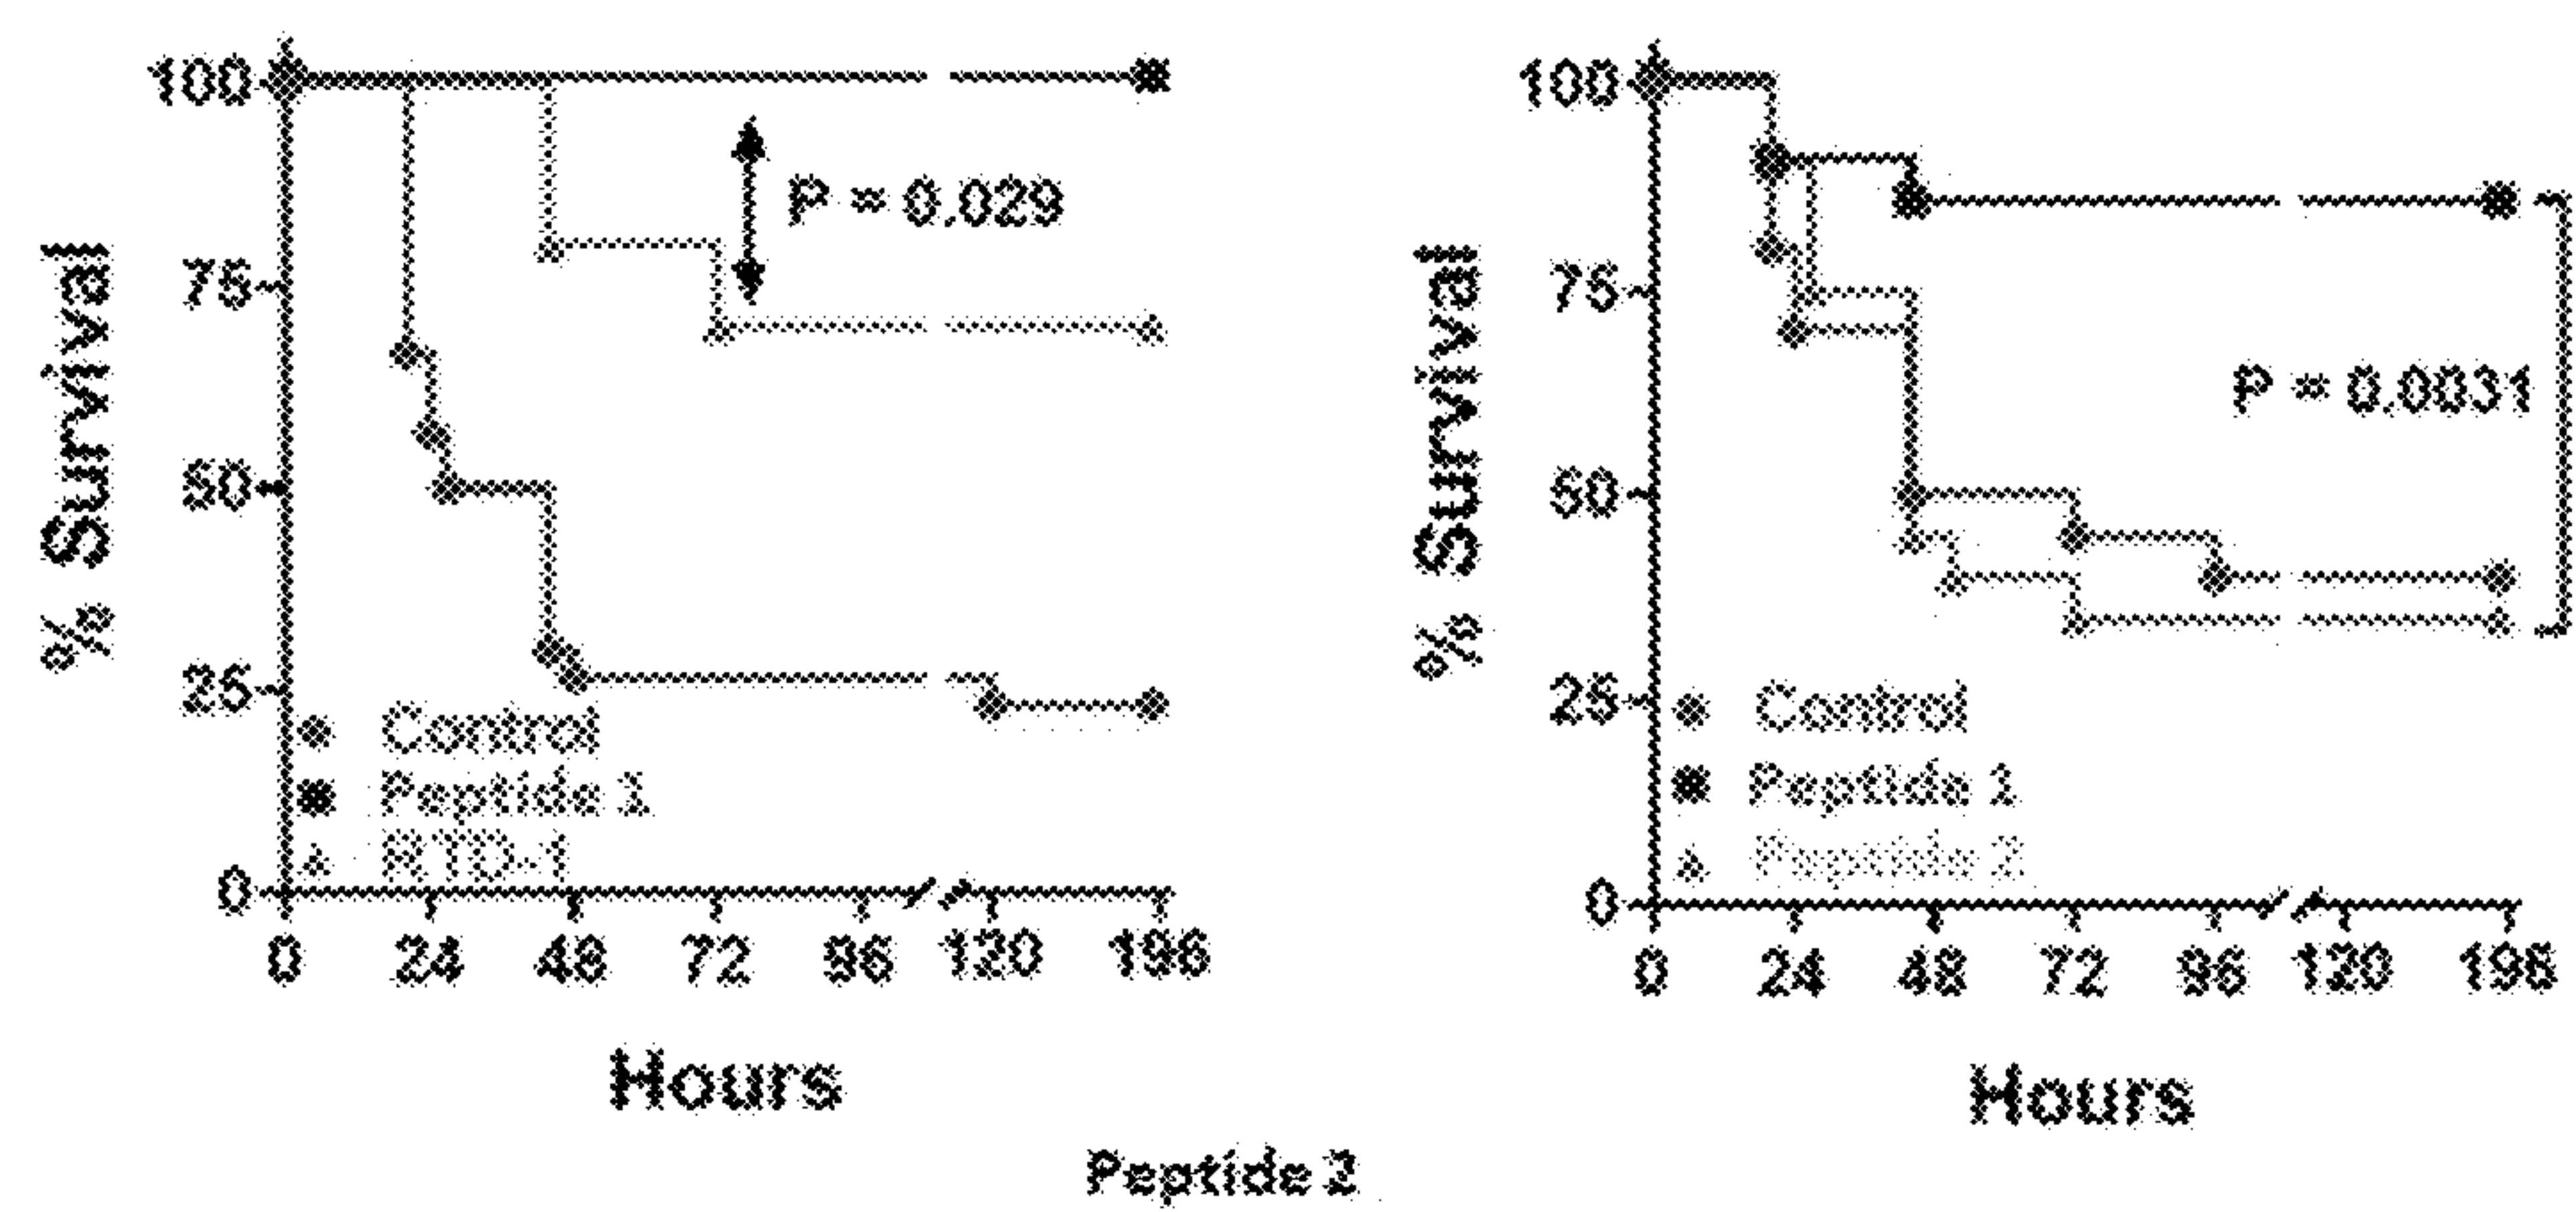 100
75
50
25
0
% Survival
P = 0.029
Control
Peptide 1
RTD-1
0 24 48 72 96 120 196
Hours
100
75
50
25
0
% Survival
P = 0.0031
Control
Peptide 1
Peptide 2
0 24 48 72 96 120 196
Hours
Peptide 2